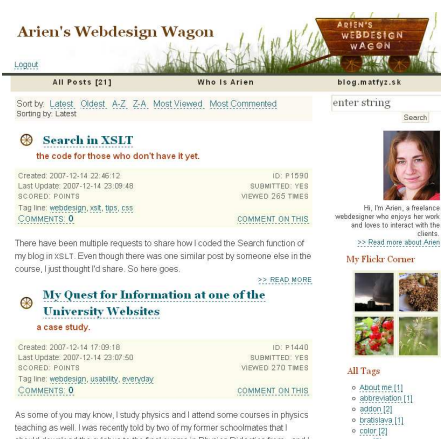 Arien's Webdesign Wagon
ARIEN'S
WEBDESIGN
WAGON
Logout
All Posts [21]
Who Is Arien
blog.matfyz.sk
Sort by: Latest Oldest A-Z Z-A Most Viewed Most Commented
Sorting by: Latest
Search in XSLT
the code for those who don't have it yet.
Created: 2007-12-14 22:46:12
ID: P1590
Last Update: 2007-12-14 23:09:48
SUBMITTED: YES
SCORED: POINTS
VIEWED 265 TIMES
Tag line: webdesign, xslt, tips, css
COMMENTS: 0
COMMENT ON THIS
There have been multiple requests to share how I coded the Search function of
my blog in XSLT. Even though there was one similar post by someone else in the
course, I just thought I'd share. So here goes.
>> READ MORE
My Quest for Information at one of the
University Websites
a case study.
Created: 2007-12-14 17:09:18
ID: P1440
Last Update: 2007-12-14 23:07:50
SUBMITTED: YES
SCORED: POINTS
VIEWED 270 TIMES
Tag line: webdesign, usability, everyday
COMMENTS: 0
COMMENT ON THIS
As some of you may know, I study physics and I attend some courses in physics
teaching as well. I was recently told by two of my former schoolmates that I
enter string
Search
Hi, I'm Arien, a freelance
webdesigner who enjoys her work
and loves to interact with the
clients.
>> Read more about Arien
My Flickr Corner
All Tags
About me [1]
abbreviation [1]
addon [2]
bratislava [1]
color [2]